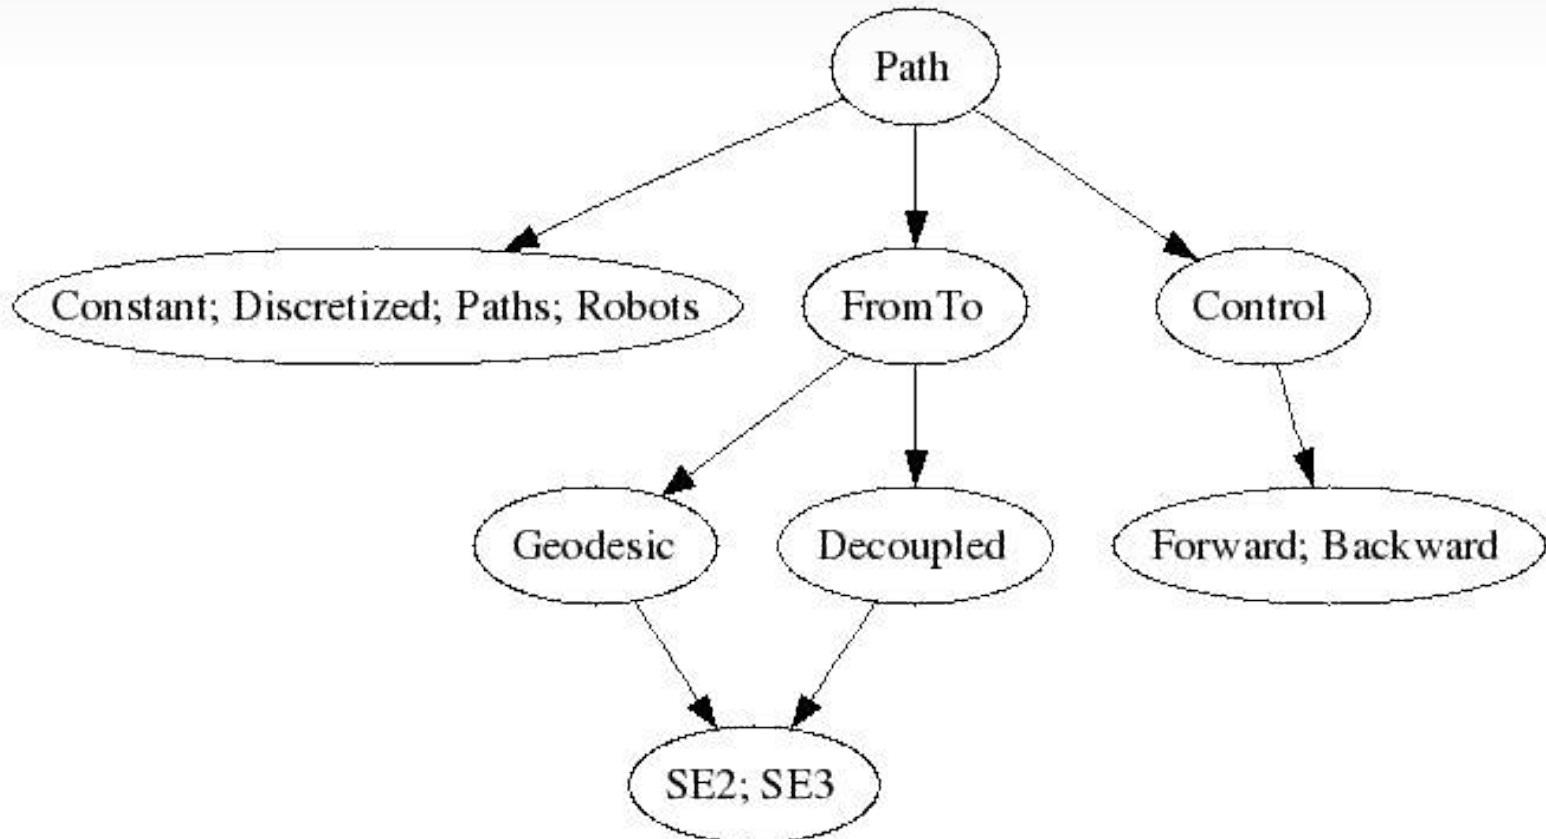 Path
Constant; Discretized; Paths; Robots
FromTo
Control
Geodesic
Decoupled
Forward; Backward
SE2; SE3